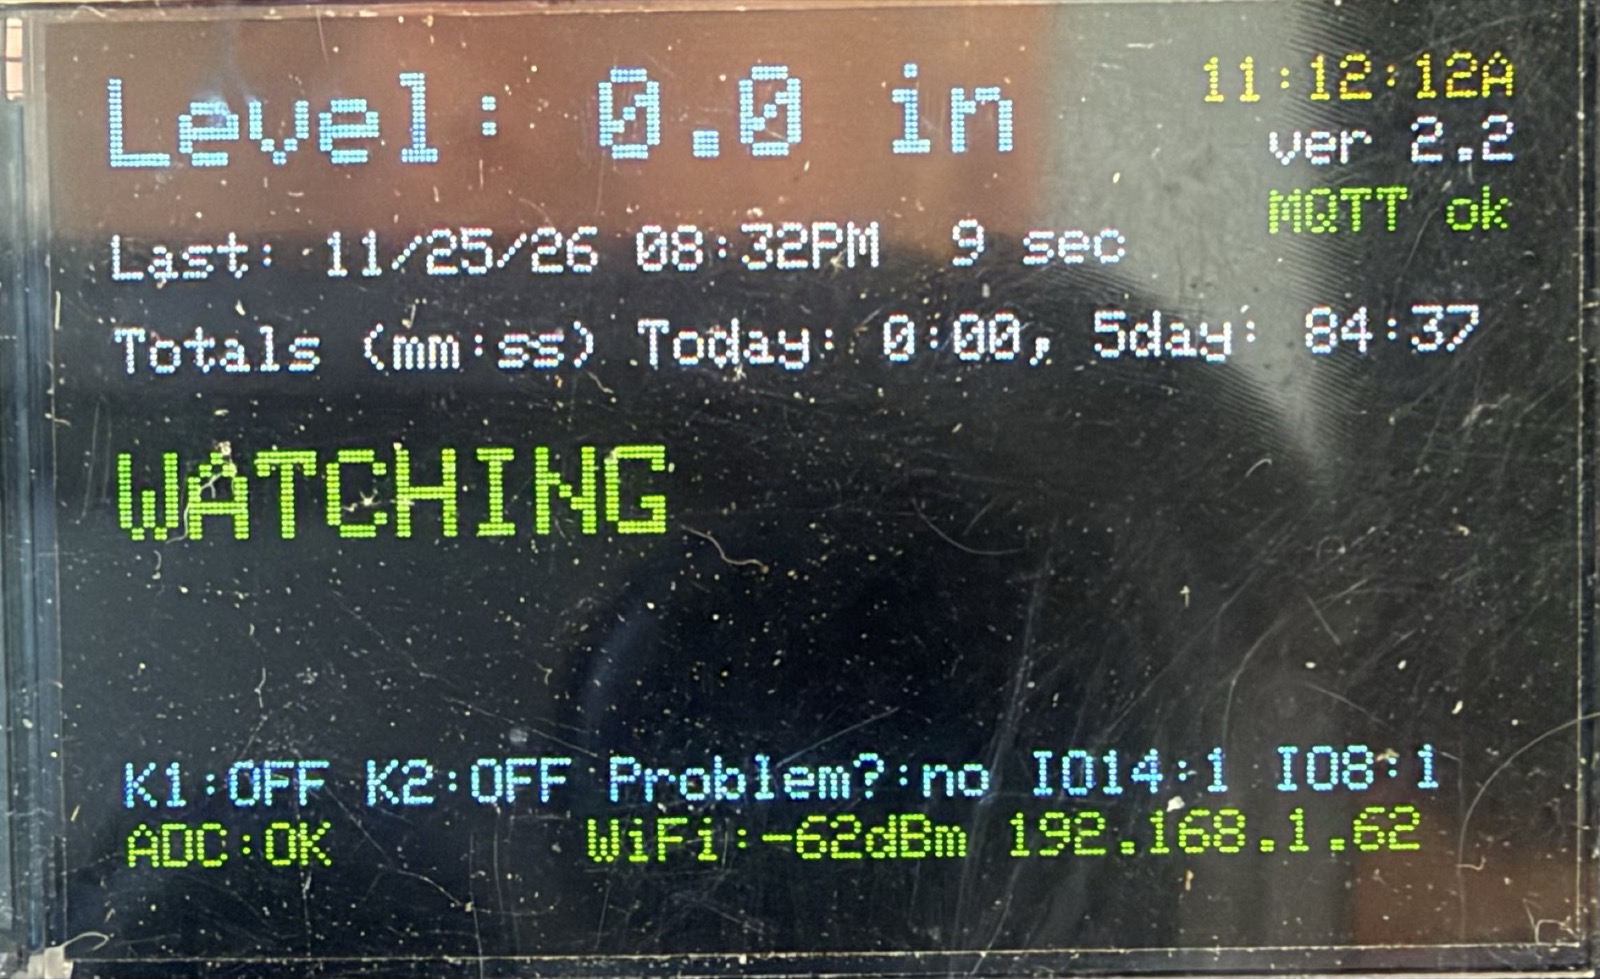 Level: 0.0 in
11:12:12A
ver 2.2
MQTT ok
Last: 11/25/26 08:32PM 9 sec
Totals (mm:ss) Today: 0:00, 5day: 84:37
WATCHING
K1:OFF K2:OFF Problem?:no IO14:1 IO8:1
ADC:OK WiFi:-62dBm 192.168.1.62